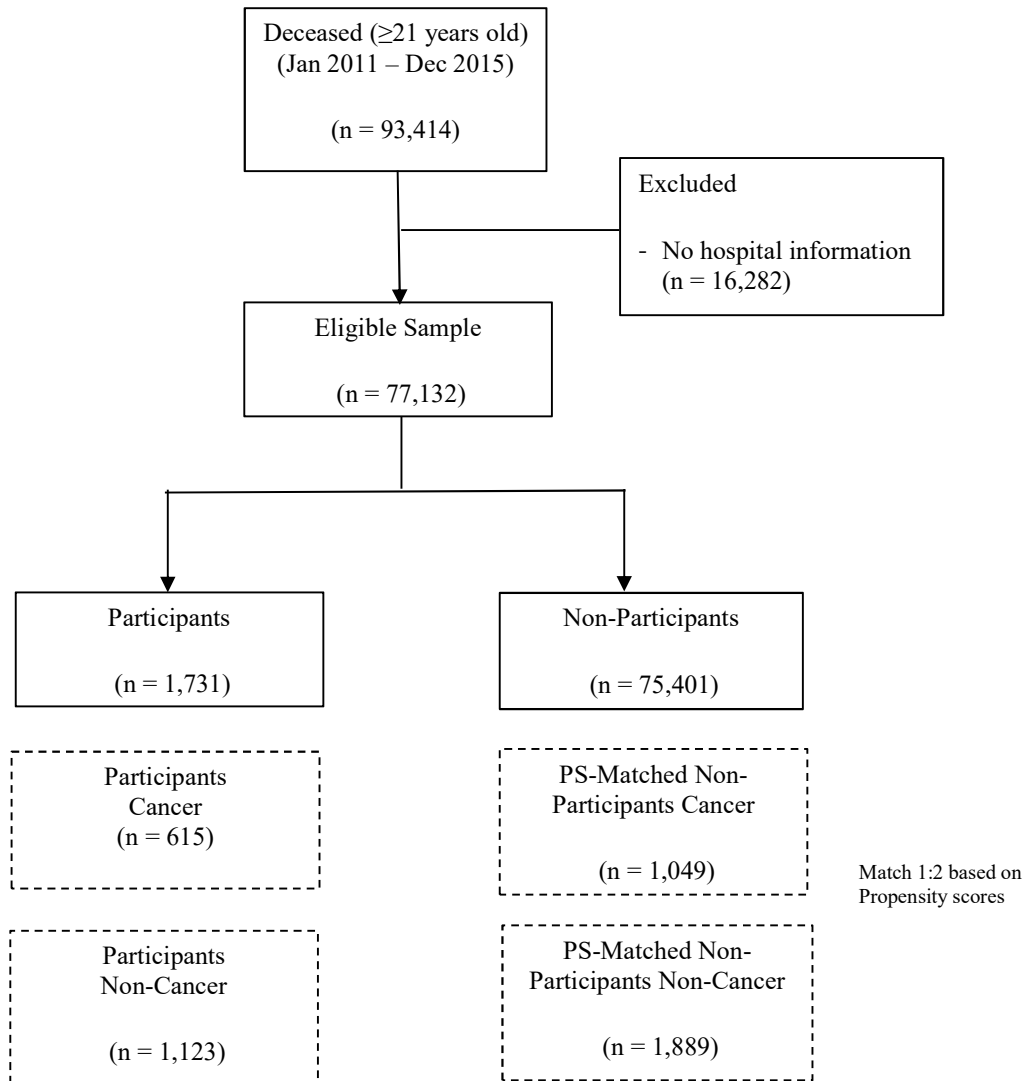 Deceased (≥21 years old)
(Jan 2011 – Dec 2015)
(n = 93,414)
Excluded
- No hospital information
(n = 16,282)
Eligible Sample
(n = 77,132)
Participants
(n = 1,731)
Non-Participants
(n = 75,401)
Participants
Cancer
(n = 615)
PS-Matched Non-
Participants Cancer
(n = 1,049)
Match 1:2 based on
Propensity scores
Participants
Non-Cancer
(n = 1,123)
PS-Matched Non-
Participants Non-Cancer
(n = 1,889)